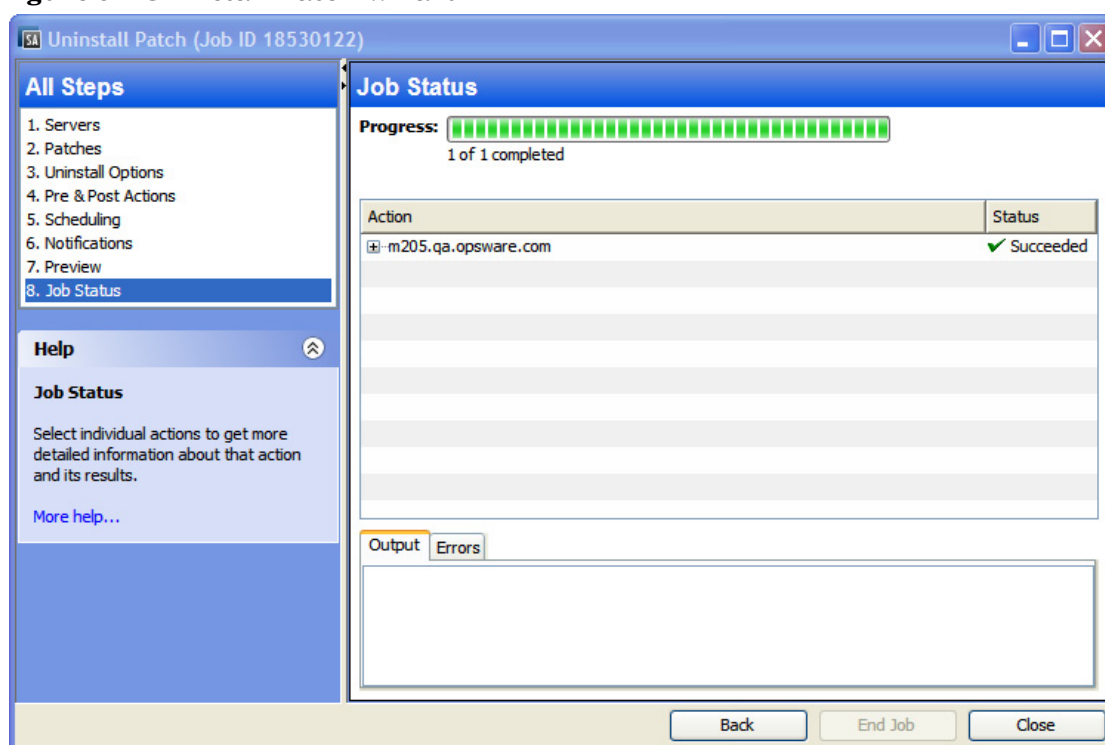 SA Uninstall Patch (Job ID 18530122)
All Steps
1. Servers
2. Patches
3. Uninstall Options
4. Pre & Post Actions
5. Scheduling
6. Notifications
7. Preview
8. Job Status
Help
Job Status
Select individual actions to get more
detailed information about that action
and its results.
More help...
Job Status
Progress:
1 of 1 completed
Action Status
m205.qa.opsware.com Succeeded
Output Errors
Back End Job Close